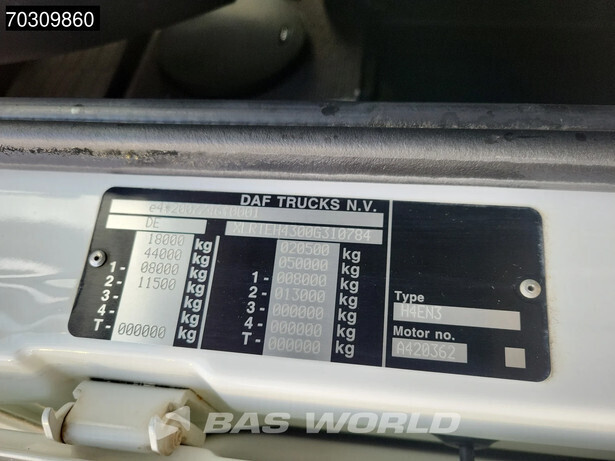 70309860
DAF TRUCKS N.V.
DE
XLRTEH4300G310784
18000 kg
44000 kg
1- 08000 kg
2- 11500 kg
3- kg
4- kg
T- 000000 kg
020500 kg
050000 kg
1- 008000 kg
2- 013000 kg
3- 000000 kg
4- 000000 kg
T- 000000 kg
Type
H4EN3
Motor no.
A420362
BAS WORLD